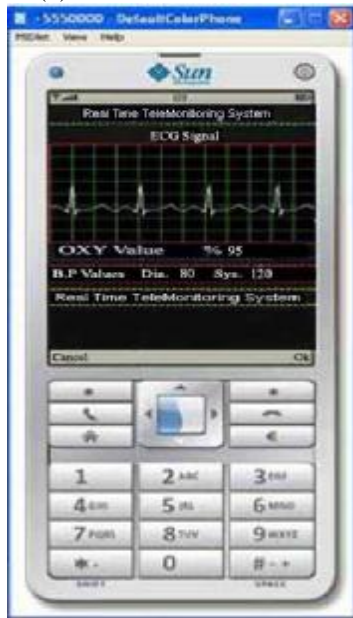 +5550000 - DefaultColorPhone
MIDlet View Help
Sun
Real Time TeleMonitoring System
ECG Signal
OXY Value % 95
B.P Values Dia. 80 Sys. 120
Real Time TeleMonitoring System
Cancel Ok
1 2 ABC 3 DEF
4 GHI 5 JKL 6 MNO
7 PQRS 8 TUV 9 WXYZ
* . 0 # - +
SHIFT SPACE